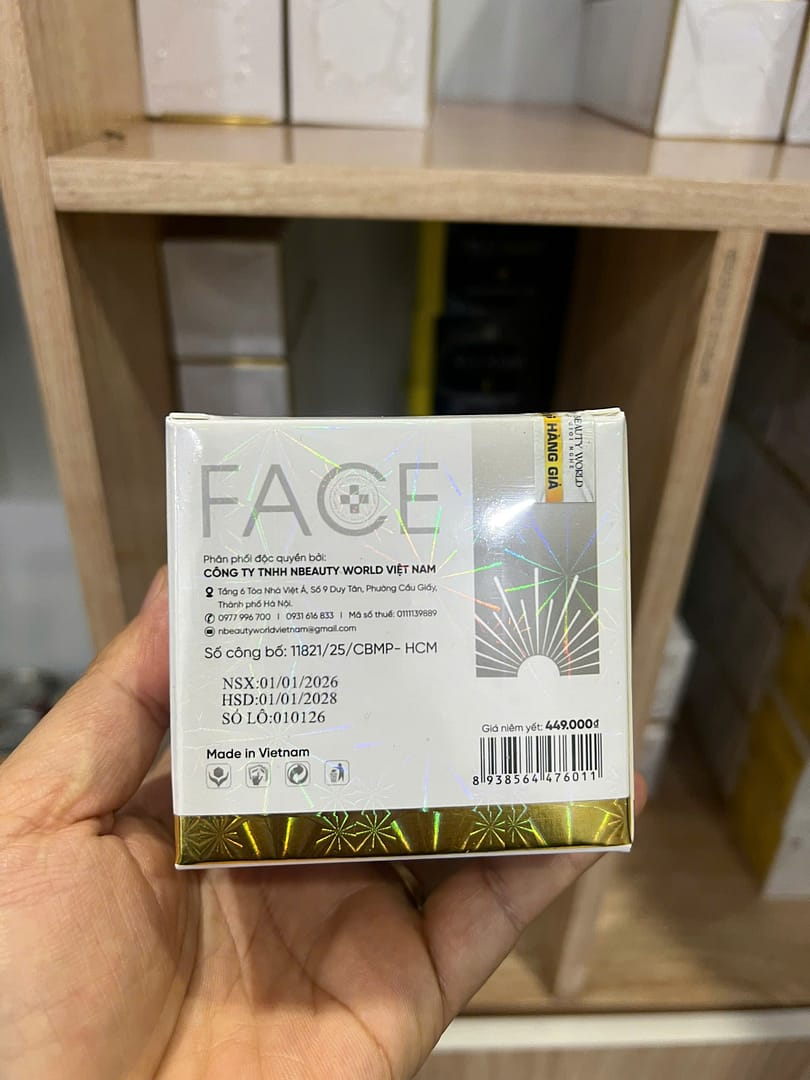 FACE
HÀNG GIẢ
BEAUTY WORLD
Phân phối độc quyền bởi:
CÔNG TY TNHH NBEAUTY WORLD VIỆT NAM
Tầng 6 Tòa Nhà Việt Á, Số 9 Duy Tân, Phường Cầu Giấy,
Thành phố Hà Nội.
0977 996 700 | 0931 616 833 | Mã số thuế: 0111139889
nbeautyworldvietnam@gmail.com
Số công bố: 11821/25/CBMP- HCM
NSX:01/01/2026
HSD:01/01/2028
SỐ LÔ:010126
Giá niêm yết: 449.000đ
Made in Vietnam
8 938564 476011